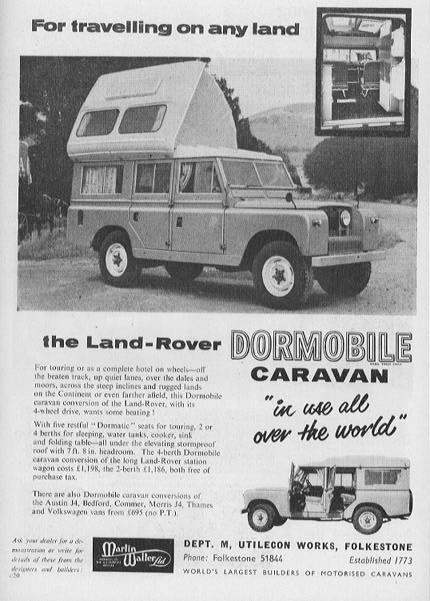 For travelling on any land
the Land-Rover DORMOBILE
CARAVAN
"in use all
over the world"
For touring or as a complete hotel on wheels—off
the beaten track, up quiet lanes, over the dales and
moors, across the steep inclines and rugged lands
on the Continent or even farther afield, this Dormobile
caravan conversion of the Land-Rover, with its
4-wheel drive, wants some beating!
With five restful "Dormatic" seats for touring, 2 or
4 berths for sleeping, water tanks, cooker, sink
and folding table—all under the elevating stormproof
roof with 7ft. 8 in. headroom. The 4-berth Dormobile
caravan conversion of the long Land-Rover station
wagon costs £1,198, the 2-berth £1,186, both free of
purchase tax.
There are also Dormobile caravan conversions of
the Austin J4, Bedford, Commer, Morris J4, Thames
and Volkswagen vans from £695 (no P.T.).
Ask your dealer for a de-
monstration or write for
details of these from the
designers and builders:
Martin
Walter Ltd
DEPT. M, UTILECON WORKS, FOLKESTONE
Phone: Folkestone 51844 Established 1773
WORLD'S LARGEST BUILDERS OF MOTORISED CARAVANS